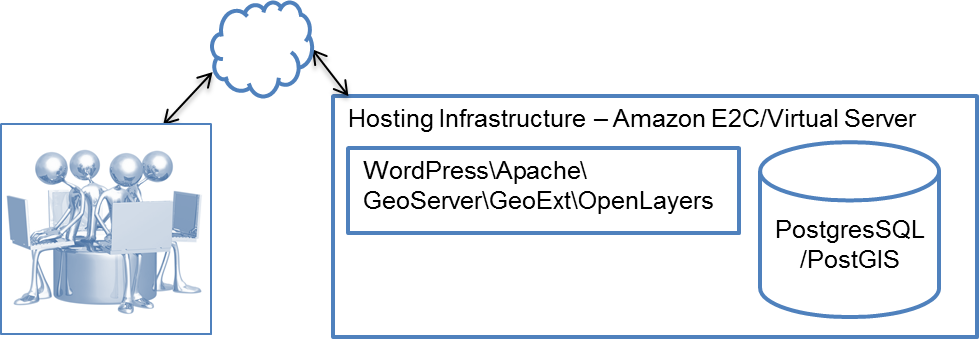 Hosting Infrastructure – Amazon E2C/Virtual Server
WordPress\Apache\
GeoServer\GeoExt\OpenLayers
PostgresSQL
/PostGIS